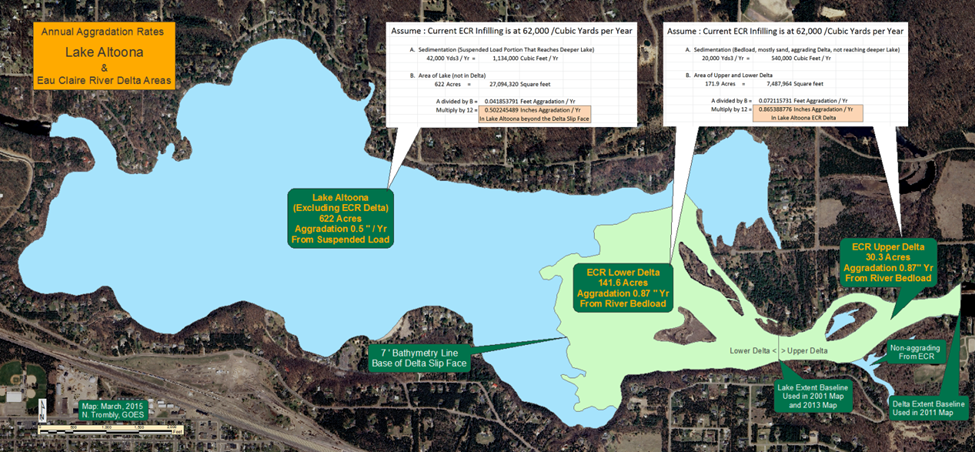 Annual Aggradation Rates
Lake Altoona
&
Eau Claire River Delta Areas
Assume : Current ECR Infilling is at 62,000 /Cubic Yards per Year
A. Sedimentation (Suspended Load Portion That Reaches Deeper Lake)
42,000 Yds3 / Yr = 1,134,000 Cubic Feet / Yr
B. Area of Lake (not in Delta)
622 Acres = 27,094,320 Square feet
A divided by B = 0.041853791 Feet Aggradation / Yr
Multiply by 12 = 0.502245489 Inches Aggradation / Yr
In Lake Altoona beyond the Delta Slip Face
Assume : Current ECR Infilling is at 62,000 /Cubic Yards per Year
A. Sedimentation (Bedload, mostly sand, aggrading Delta, not reaching deeper Lake)
20,000 Yds3 / Yr = 540,000 Cubic Feet / Yr
B. Area of Upper and Lower Delta
171.9 Acres = 7,487,964 Square feet
A divided by B = 0.072115731 Feet Aggradation / Yr
Multiply by 12 = 0.865388776 Inches Aggradation / Yr
In Lake Altoona ECR Delta
Lake Altoona
(Excluding ECR Delta)
622 Acres
Aggradation 0.5 " / Yr
From Suspended Load
ECR Lower Delta
141.6 Acres
Aggradation 0.87 " Yr
From River Bedload
ECR Upper Delta
30.3 Acres
Aggradation 0.87" Yr
From River Bedload
7 ' Bathymetry Line
Base of Delta Slip Face
Lower Delta < > Upper Delta
Non-aggrading
From ECR
Lake Extent Baseline
Used in 2001 Map
and 2013 Map
Delta Extent Baseline
Used in 2011 Map
Map: March, 2015
N. Trombly, GOES
N